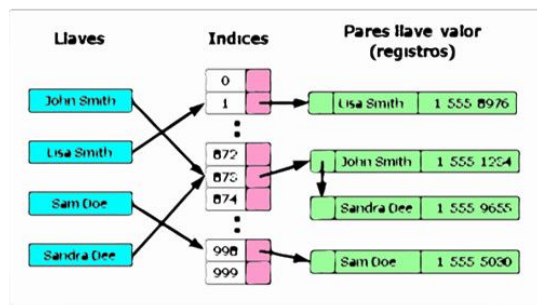 Llaves
Indices
Pares llave valor
(registros)
John Smith
Lisa Smith
Sam Doe
Sandra Dee
0
1
872
873
874
998
999
Lisa Smith 1 555 8976
John Smith 1 555 1234
Sandra Dee 1 555 9655
Sam Doe 1 555 5030